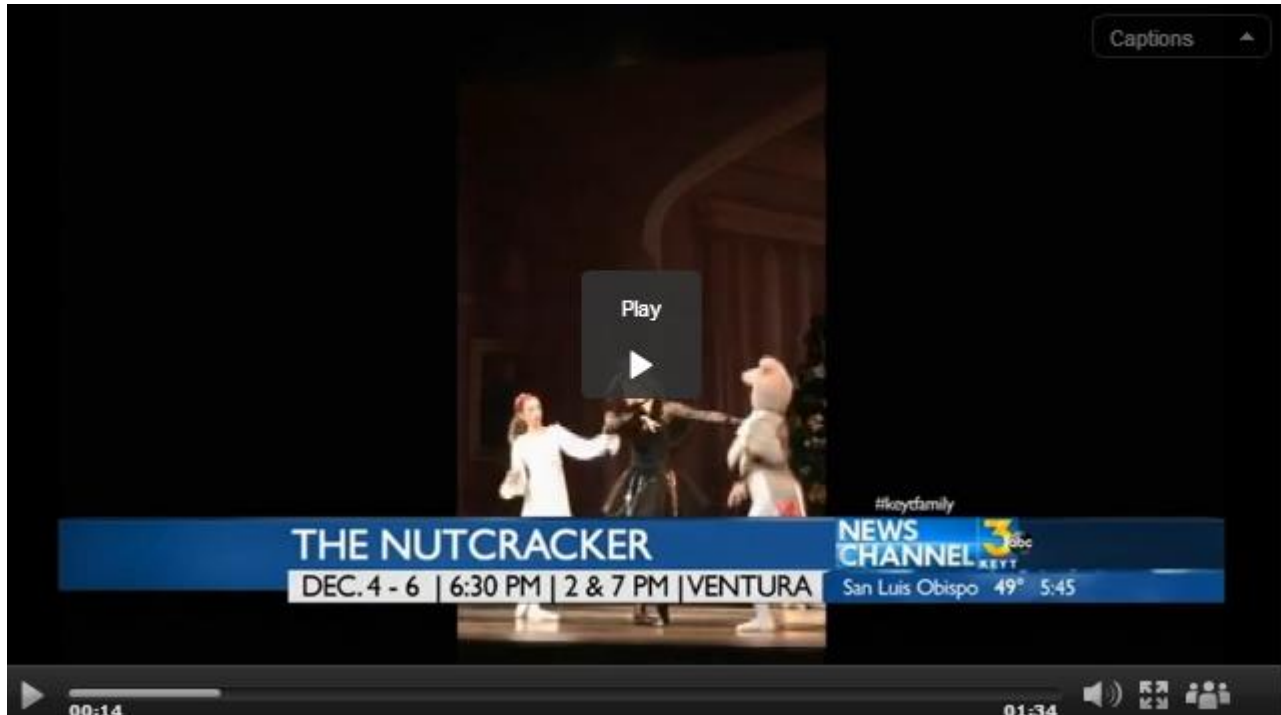 Captions
Play
#keytfamily
THE NUTCRACKER
NEWS
CHANNEL 3 abc
KEYT
DEC. 4 - 6 | 6:30 PM | 2 & 7 PM | VENTURA
San Luis Obispo 49° 5:45
00:14
01:34